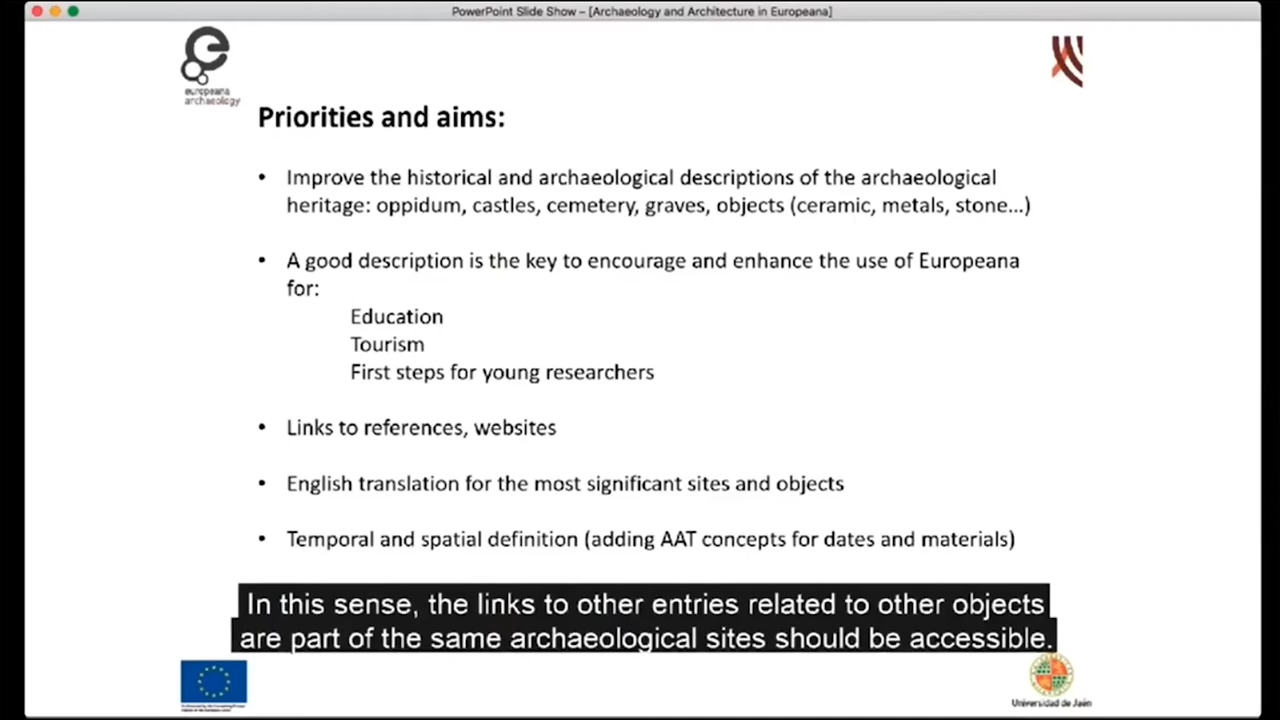 PowerPoint Slide Show – [Archaeology and Architecture in Europeana]
europeana
archaeology
Priorities and aims:
• Improve the historical and archaeological descriptions of the archaeological
heritage: oppidum, castles, cemetery, graves, objects (ceramic, metals, stone...)
• A good description is the key to encourage and enhance the use of Europeana
for:
Education
Tourism
First steps for young researchers
• Links to references, websites
• English translation for the most significant sites and objects
• Temporal and spatial definition (adding AAT concepts for dates and materials)
In this sense, the links to other entries related to other objects
are part of the same archaeological sites should be accessible.
Universidad de Jaén